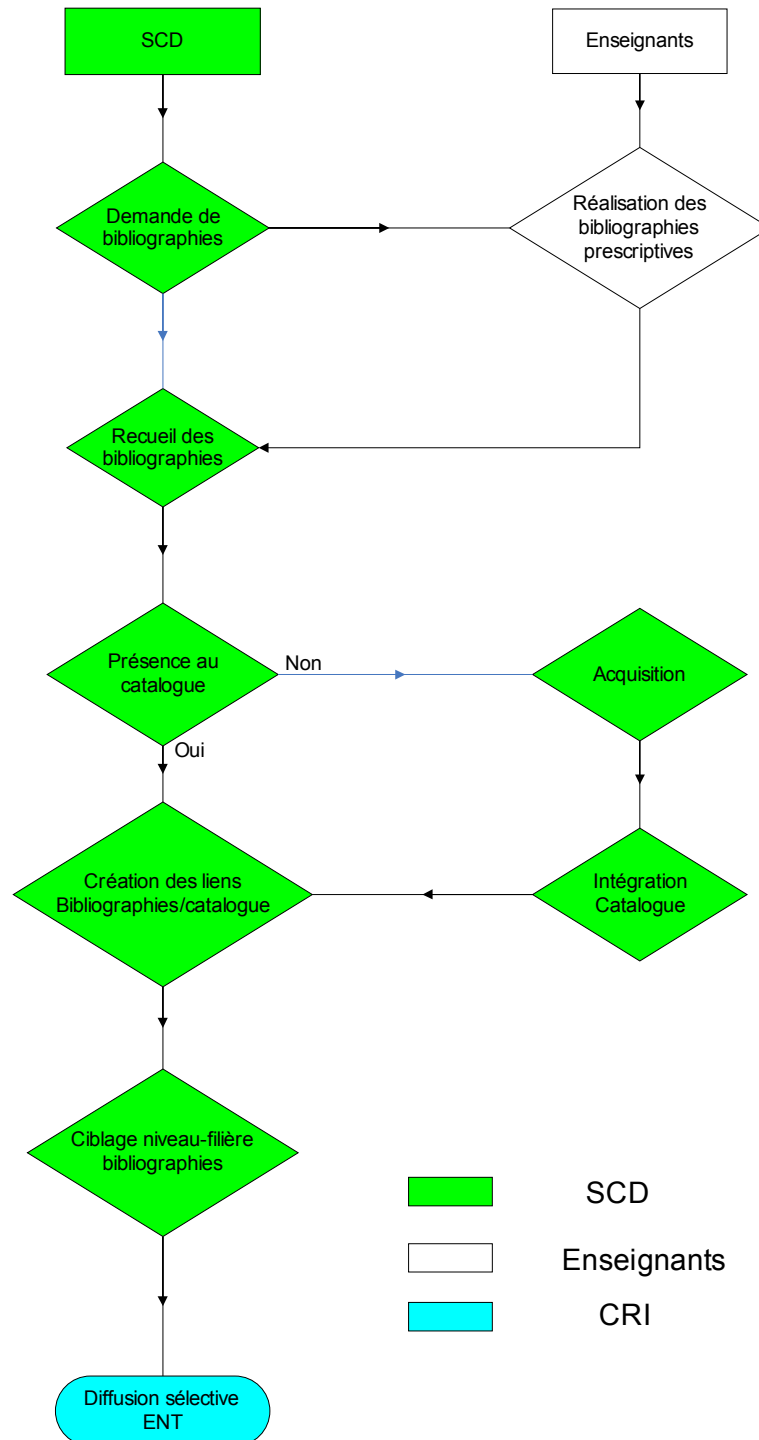 SCD
Enseignants
Demande de
bibliographies
Réalisation des
bibliographies
prescriptives
Recueil des
bibliographies
Présence au
catalogue
Non
Acquisition
Oui
Création des liens
Bibliographies/catalogue
Intégration
Catalogue
Ciblage niveau-filière
bibliographies
SCD
Enseignants
CRI
Diffusion sélective
ENT